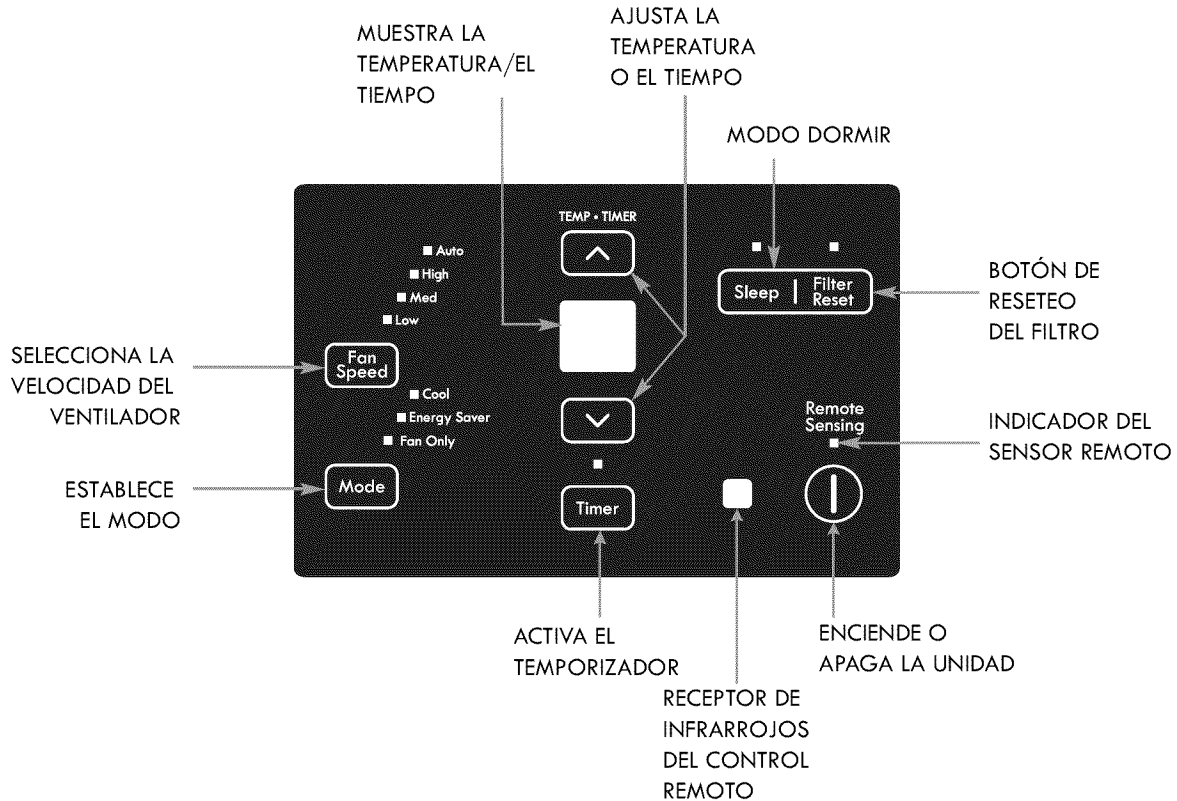 MUESTRA LA
TEMPERATURA/EL
TIEMPO
AJUSTA LA
TEMPERATURA
O EL TIEMPO
MODO DORMIR
TEMP • TIMER
Auto
High
Med
Low
Fan
Speed
Sleep | Filter
Reset
BOTÓN DE
RESETEO
DEL FILTRO
SELECCIONA LA
VELOCIDAD DEL
VENTILADOR
Cool
Energy Saver
Fan Only
Remote
Sensing
INDICADOR DEL
SENSOR REMOTO
ESTABLECE
EL MODO
Mode
Timer
ACTIVA EL
TEMPORIZADOR
ENCIENDE O
APAGA LA UNIDAD
RECEPTOR DE
INFRARROJOS
DEL CONTROL
REMOTO